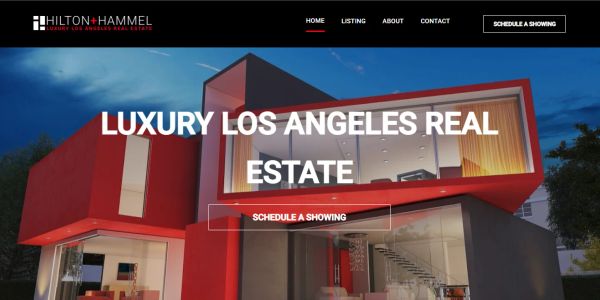 HILTON+HAMMEL
LUXURY LOS ANGELES REAL ESTATE
HOME LISTING ABOUT CONTACT
SCHEDULE A SHOWING
LUXURY LOS ANGELES REAL
ESTATE
SCHEDULE A SHOWING